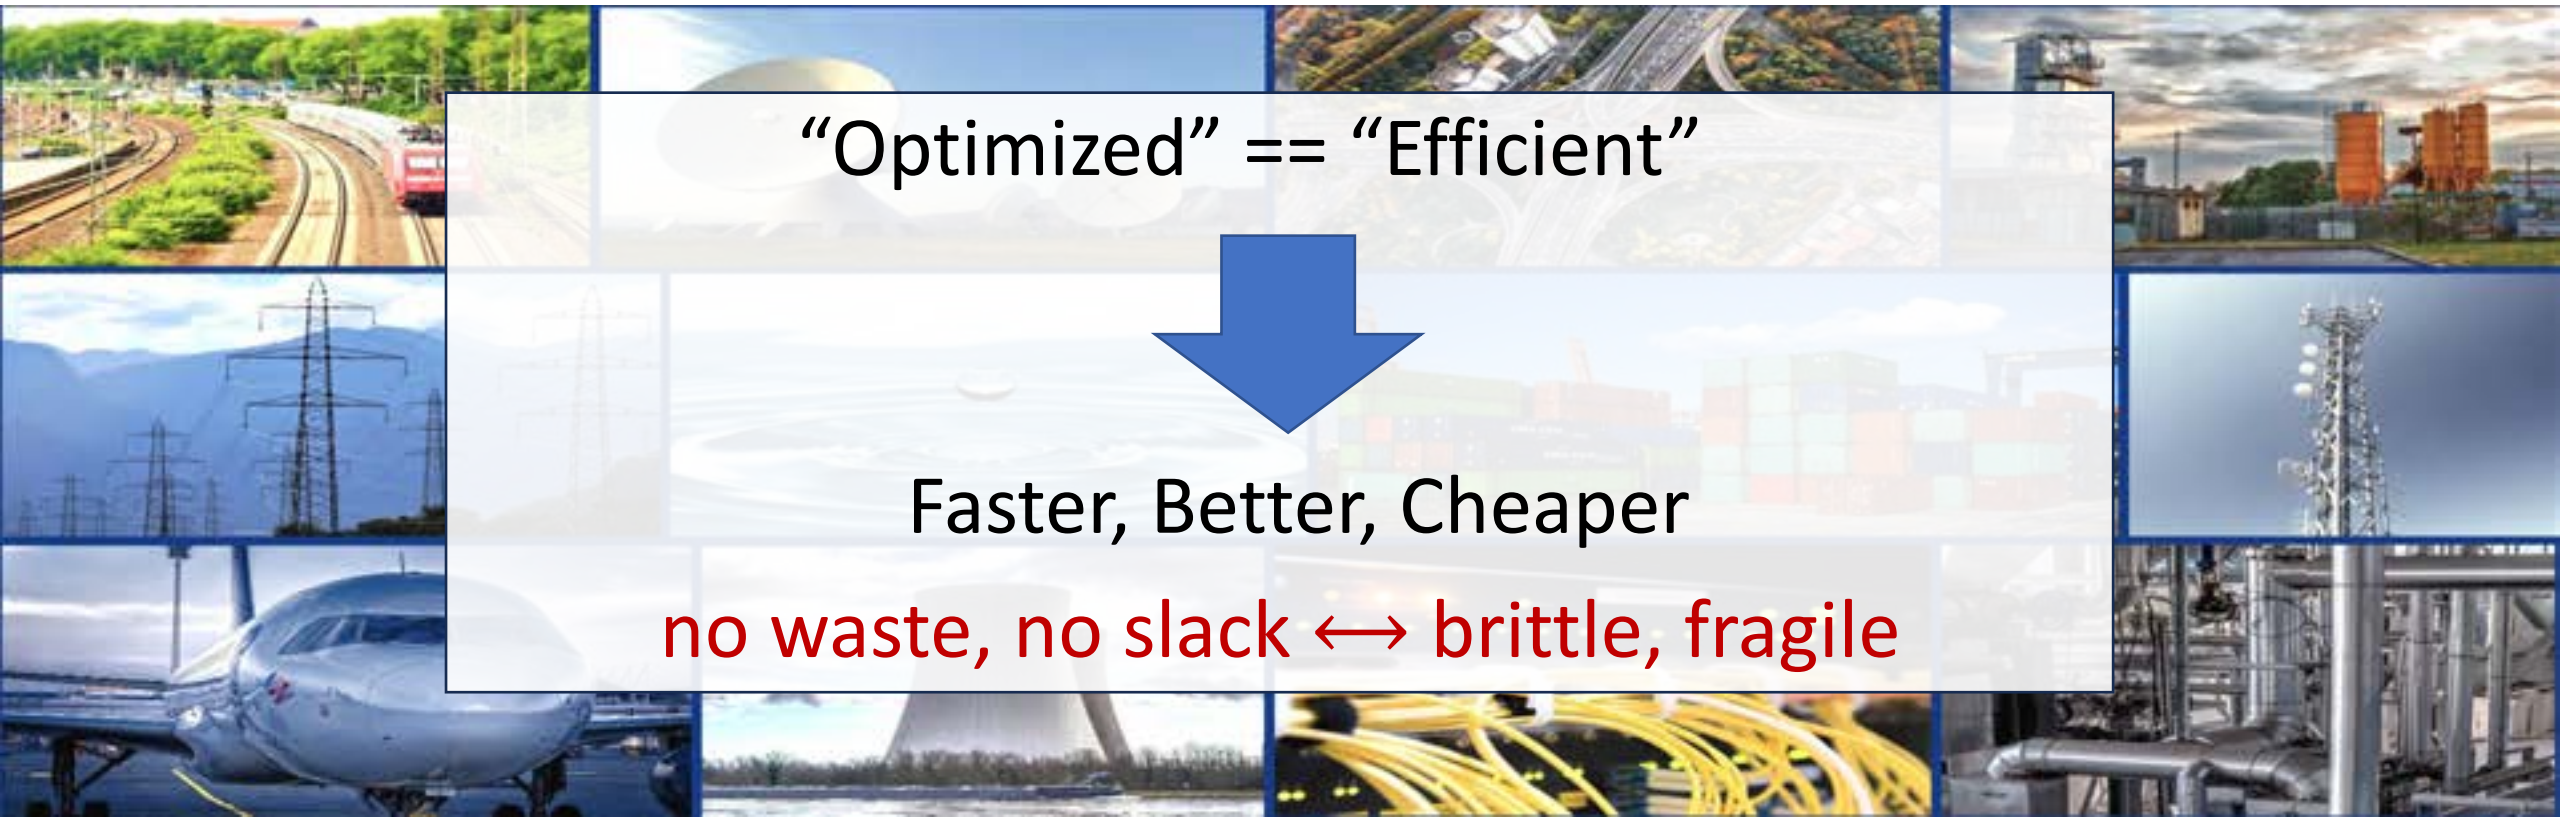 “Optimized” == “Efficient”
Faster, Better, Cheaper
no waste, no slack ⟷ brittle, fragile